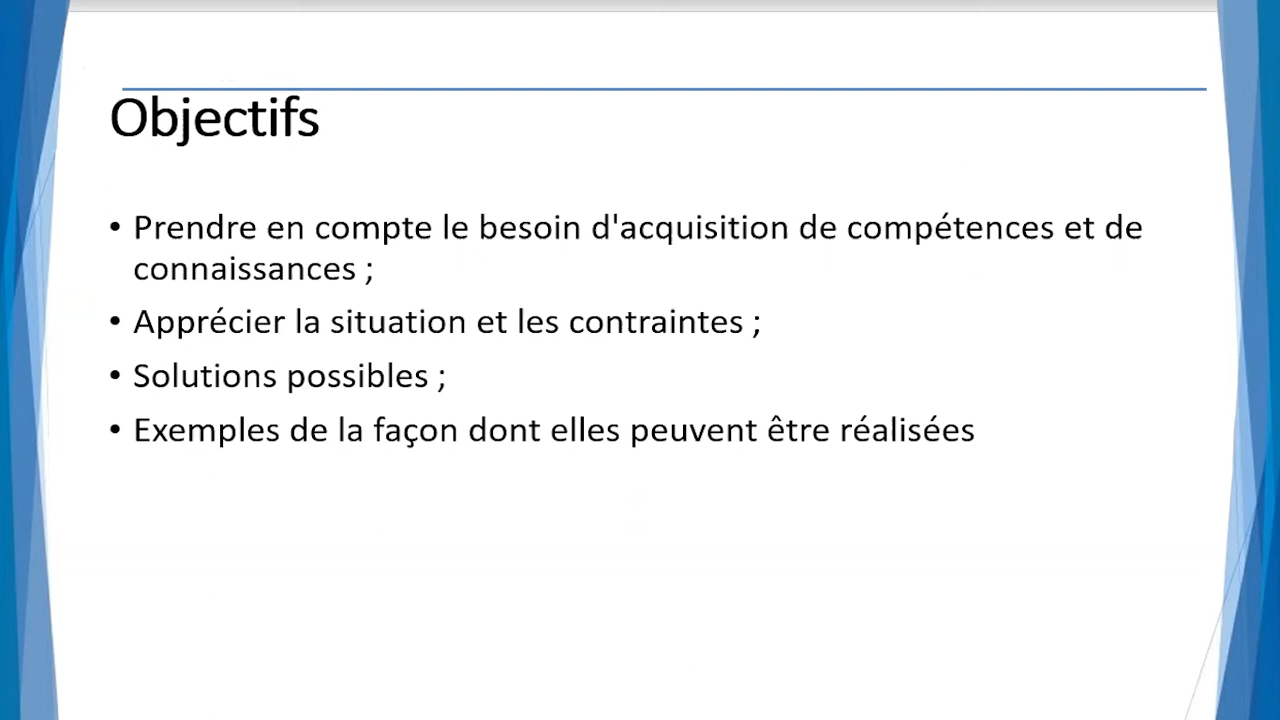 Objectifs
• Prendre en compte le besoin d'acquisition de compétences et de
connaissances ;
• Apprécier la situation et les contraintes ;
• Solutions possibles ;
• Exemples de la façon dont elles peuvent être réalisées